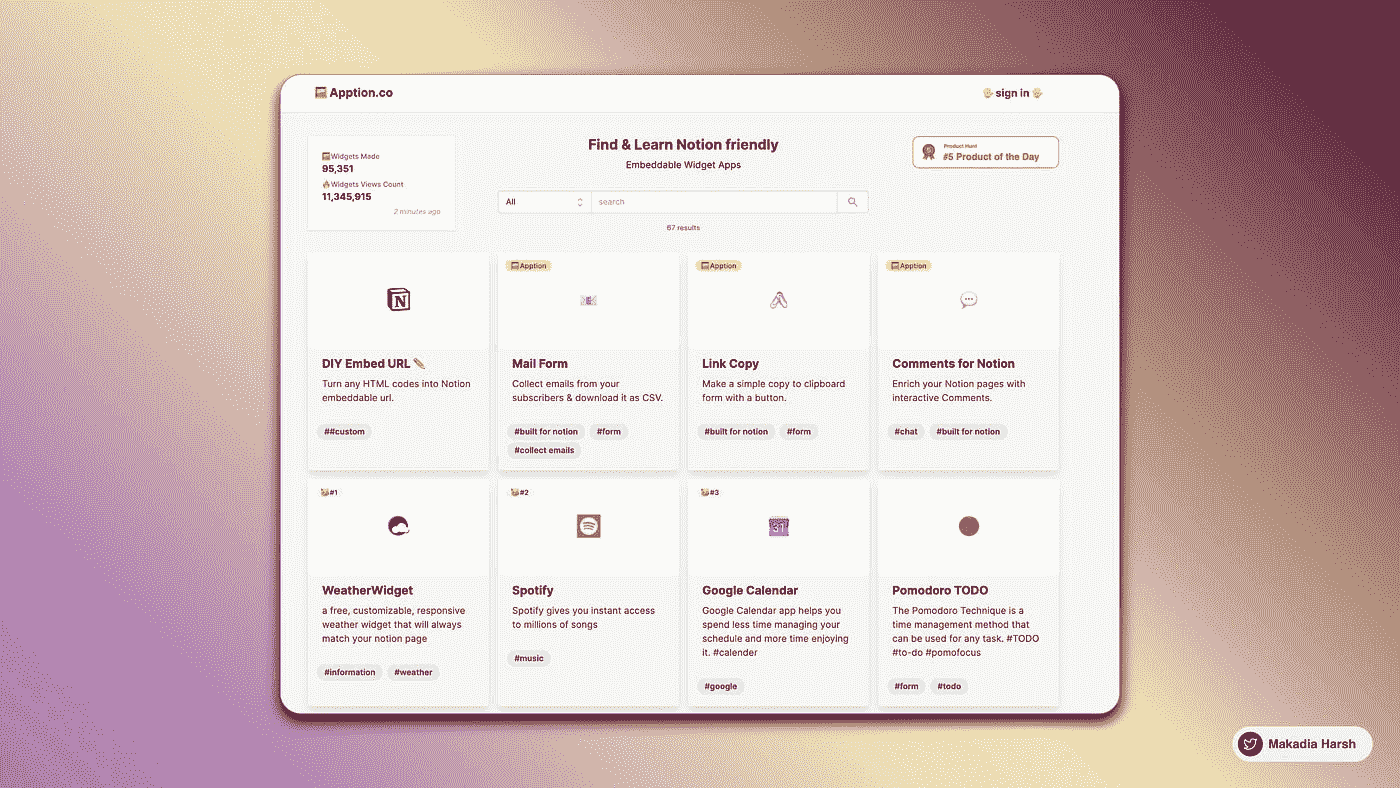 Apption.co
sign in
Widgets Made
95,351
Widgets Views Count
11,345,915
2 minutes ago
Find & Learn Notion friendly
Embeddable Widget Apps
Product Hunt
#5 Product of the Day
All
search
67 results
DIY Embed URL
Turn any HTML codes into Notion
embeddable url.
##custom
Apption
Mail Form
Collect emails from your
subscribers & download it as CSV.
#built for notion #form
#collect emails
Apption
Link Copy
Make a simple copy to clipboard
form with a button.
#built for notion #form
Apption
Comments for Notion
Enrich your Notion pages with
interactive Comments.
#chat #built for notion
#1
WeatherWidget
a free, customizable, responsive
weather widget that will always
match your notion page
#information #weather
#2
Spotify
Spotify gives you instant access
to millions of songs
#music
#3
31
Google Calendar
Google Calendar app helps you
spend less time managing your
schedule and more time enjoying
it. #calender
#google
Pomodoro TODO
The Pomodoro Technique is a
time management method that
can be used for any task. #TODO
#to-do #pomofocus
#form #todo
Makadia Harsh